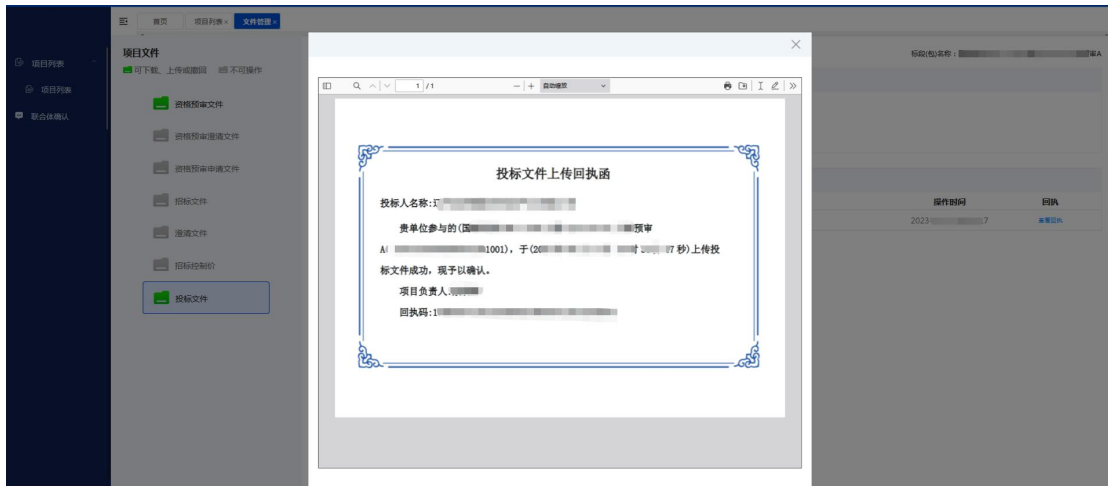 首页
项目列表×
文件管理×
项目列表
项目列表
联合体确认
项目文件
可下载、上传或撤回 不可操作
资格预审文件
资格预审澄清文件
资格预审申请文件
招标文件
澄清文件
招标控制价
投标文件
1 / 1
自动缩放
投标文件上传回执函
投标人名称:辽
贵单位参与的(国 预审
A( 1001), 于(20 7 秒)上传投
标文件成功, 现予以确认。
项目负责人:
回执码:1
标段(包)名称: 审A
操作时间 回执
2023- 7 查看回执